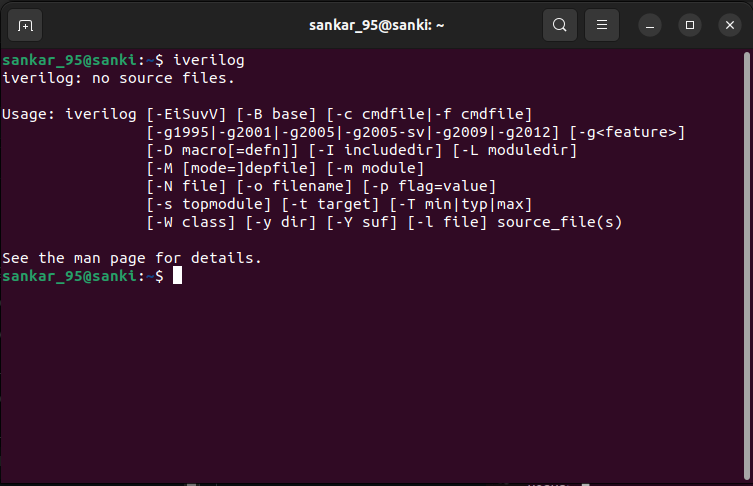 sankar_95@sanki: ~
sankar_95@sanki:~$ iverilog
iverilog: no source files.
Usage: iverilog [-EiSuvV] [-B base] [-c cmdfile|-f cmdfile]
[-g1995|-g2001|-g2005|-g2005-sv|-g2009|-g2012] [-g<feature>]
[-D macro[=defn]] [-I includedir] [-L moduledir]
[-M [mode=]depfile] [-m module]
[-N file] [-o filename] [-p flag=value]
[-s topmodule] [-t target] [-T min|typ|max]
[-W class] [-y dir] [-Y suf] [-l file] source_file(s)
See the man page for details.
sankar_95@sanki:~$